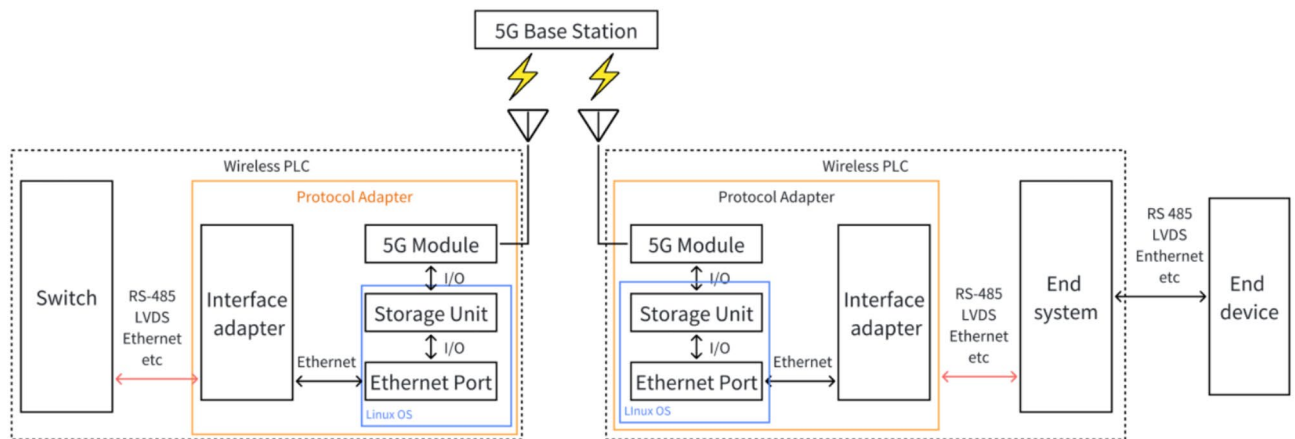 5G Base Station
Wireless PLC
Protocol Adapter
5G Module
I/O
Storage Unit
I/O
Ethernet Port
Linux OS
Switch
RS-485
LVDS
Ethernet
etc
Interface
adapter
Ethernet
Wireless PLC
Protocol Adapter
5G Module
I/O
Storage Unit
I/O
Ethernet Port
LInux OS
Ethernet
Interface
adapter
RS-485
LVDS
Ethernet
etc
End
system
RS 485
LVDS
Enthernet
etc
End
device